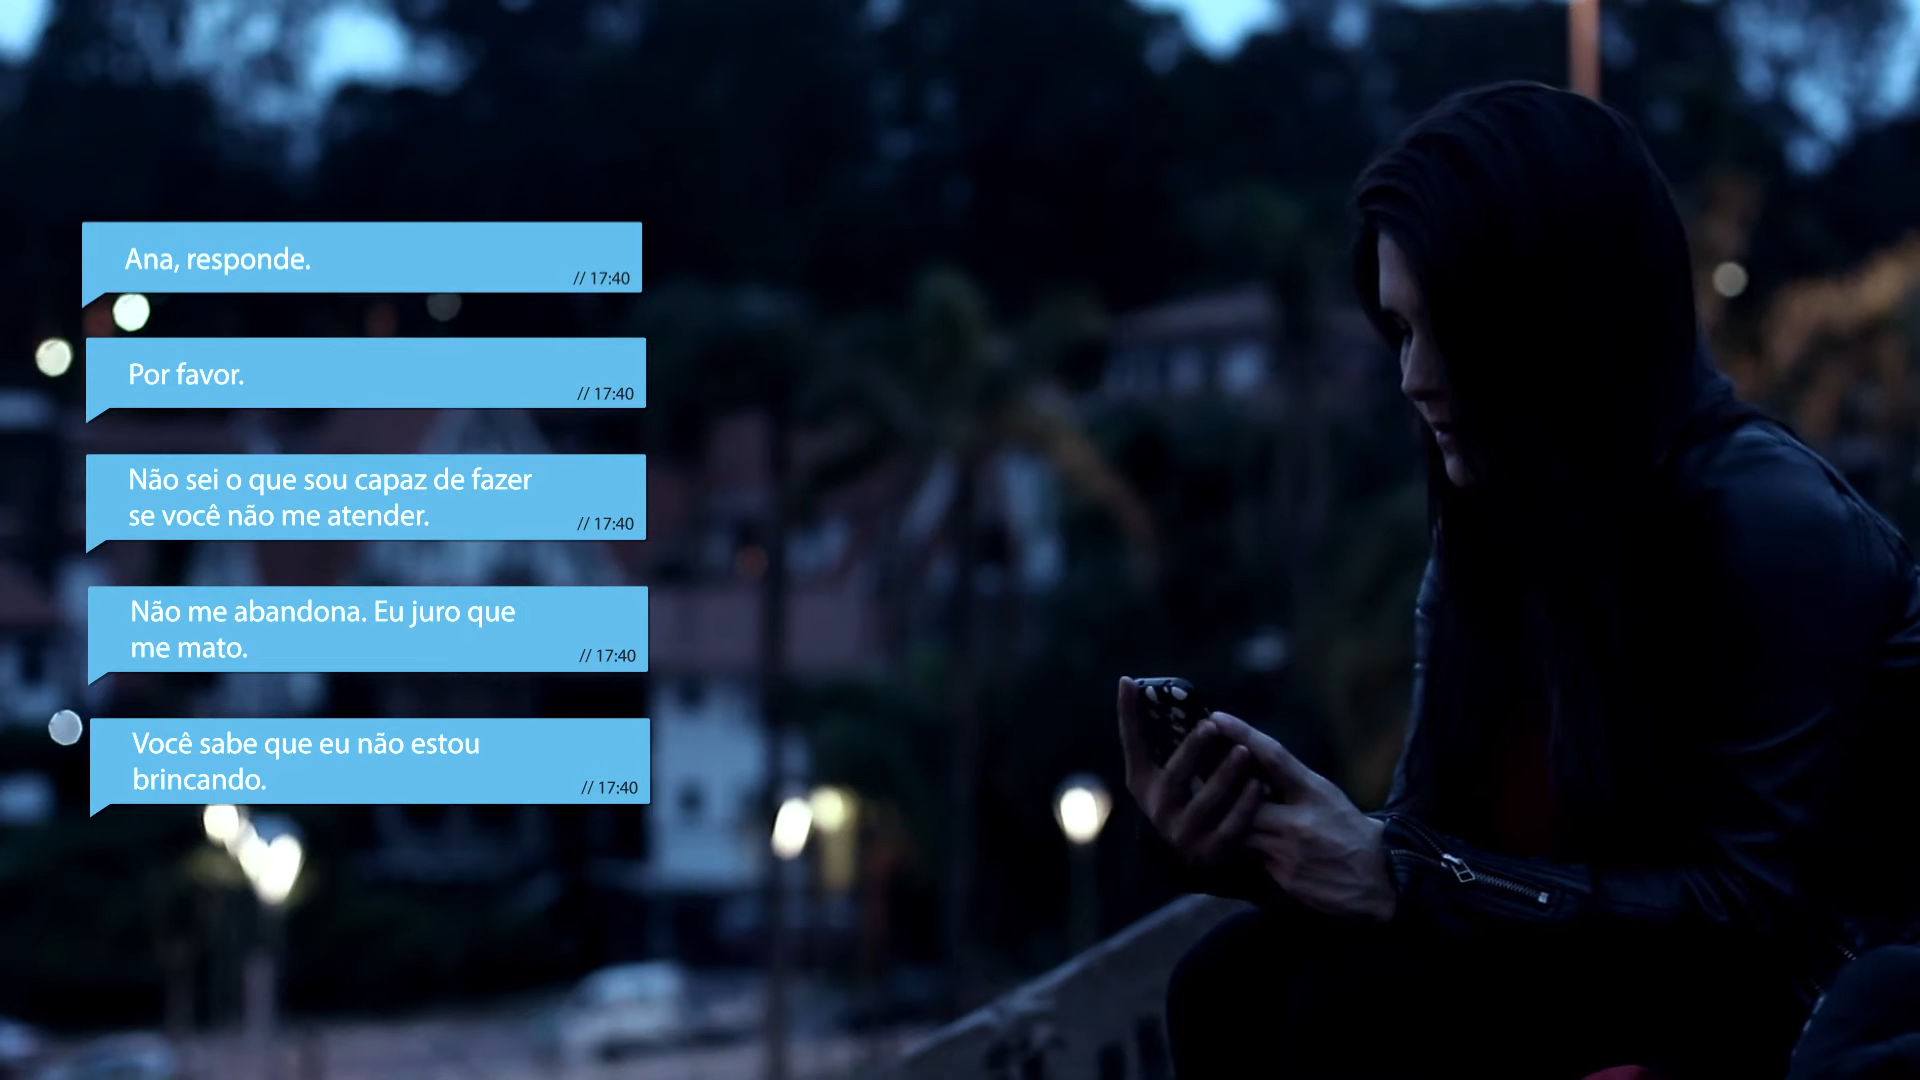 Ana, responde.
// 17:40
Por favor.
// 17:40
Não sei o que sou capaz de fazer
se você não me atender.
// 17:40
Não me abandona. Eu juro que
me mato.
// 17:40
Você sabe que eu não estou
brincando.
// 17:40